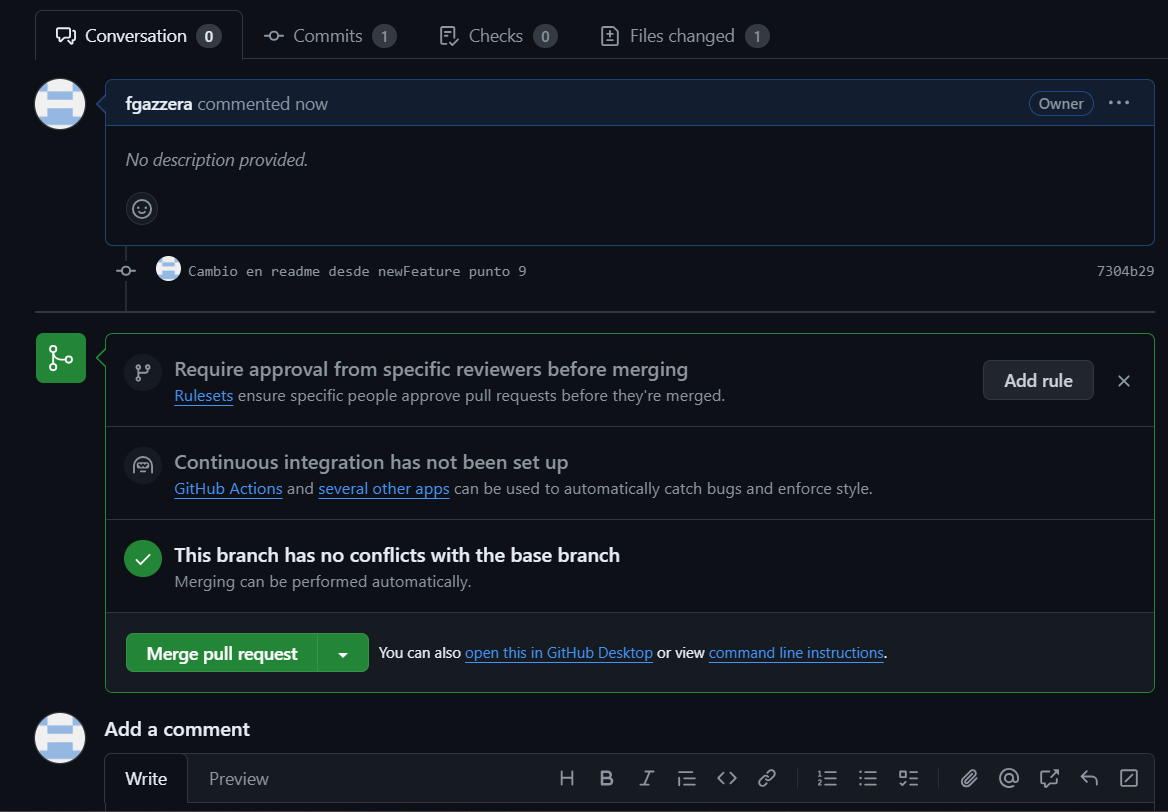 Conversation 0 Commits 1 Checks 0 Files changed 1
fgazzera commented now Owner
No description provided.
Cambio en readme desde newFeature punto 9 7304b29
Require approval from specific reviewers before merging
Rulesets ensure specific people approve pull requests before they're merged.
Add rule
Continuous integration has not been set up
GitHub Actions and several other apps can be used to automatically catch bugs and enforce style.
This branch has no conflicts with the base branch
Merging can be performed automatically.
Merge pull request You can also open this in GitHub Desktop or view command line instructions.
Add a comment
Write Preview